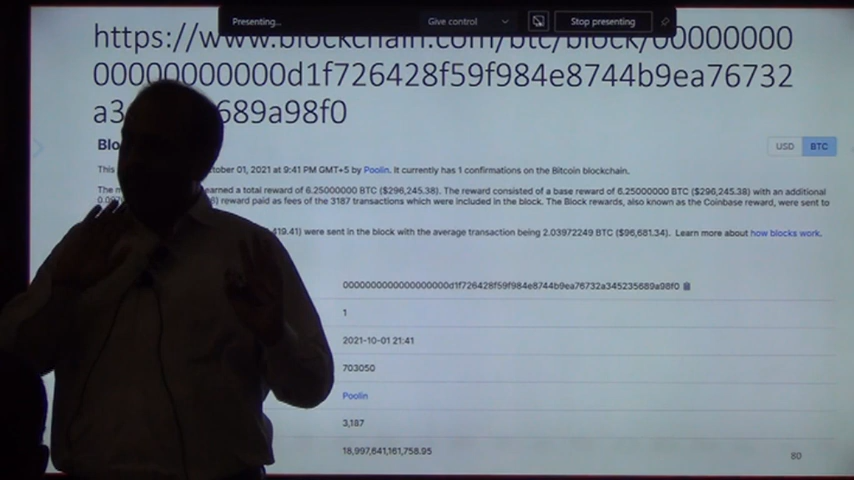 Presenting...
Give control
Stop presenting
https://www.blockchain.com/btc/block/00000000
00000000000d1f726428f59f984e8744b9ea76732
a3 689a98f0
Blo
USD
BTC
This ober 01, 2021 at 9:41 PM GMT+5 by Poolin. It currently has 1 confirmations on the Bitcoin blockchain.
The m earned a total reward of 6.25000000 BTC ($296,245.38). The reward consisted of a base reward of 6.25000000 BTC ($296,245.38) with an additional
reward paid as fees of the 3187 transactions which were included in the block. The Block rewards, also known as the Coinbase reward, were sent to
419.41) were sent in the block with the average transaction being 2.03972249 BTC ($96,681.34). Learn more about how blocks work.
0000000000000000000d1f726428f59f984e8744b9ea76732a345235689a98f0
1
2021-10-01 21:41
703050
Poolin
3,187
18,997,641,161,758.95
80